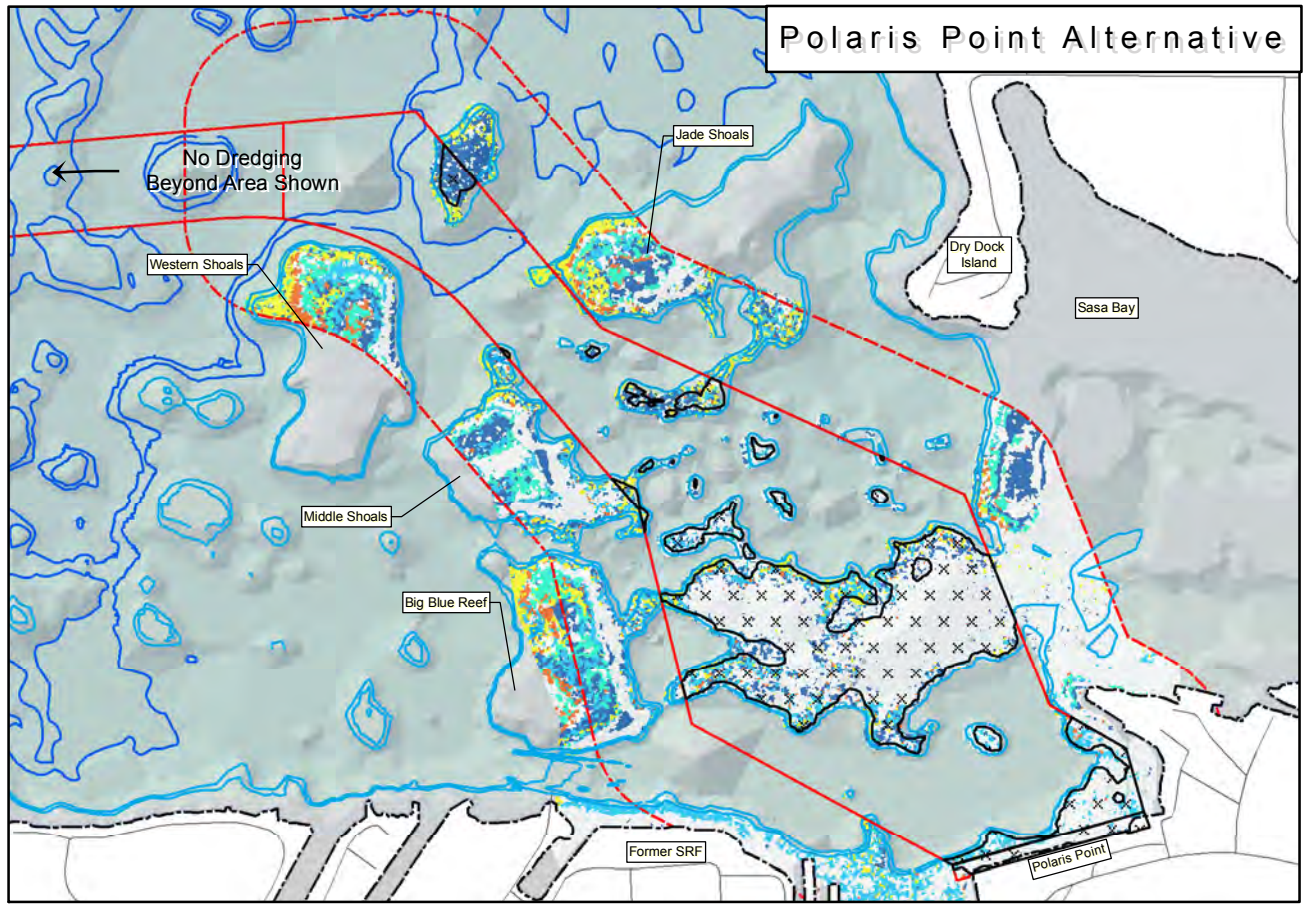 Polaris Point Alternative
Jade Shoals
No Dredging
Beyond Area Shown
Dry Dock
Island
Western Shoals
Sasa Bay
Middle Shoals
Big Blue Reef
Former SRF
Polaris Point